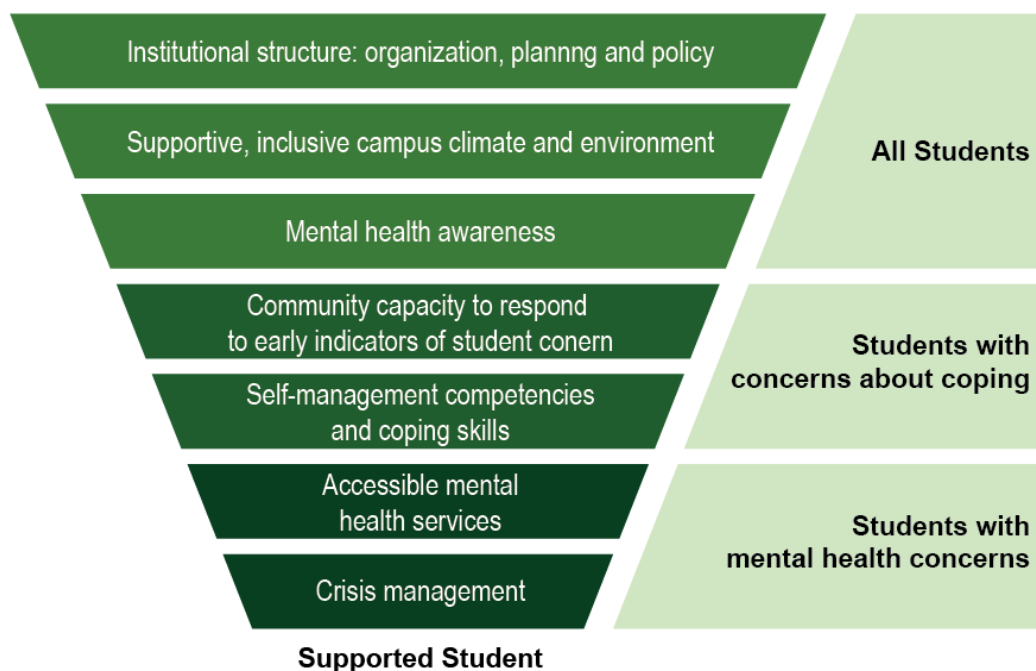 Institutional structure: organization, planng and policy
Supportive, inclusive campus climate and environment
Mental health awareness
All Students
Community capacity to respond
to early indicators of student conern
Self-management competencies
and coping skills
Students with
concerns about coping
Accessible mental
health services
Crisis management
Students with
mental health concerns
Supported Student